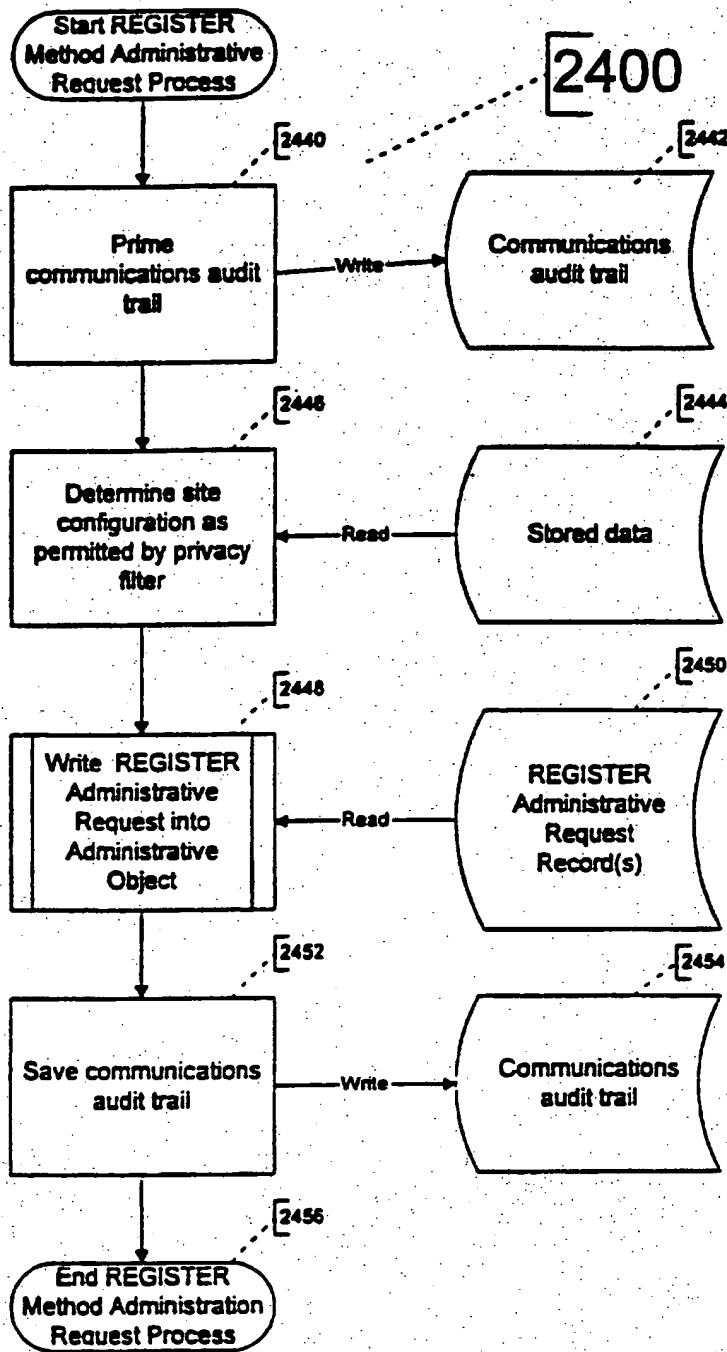 Start REGISTER
Method Administrative
Request Process
2400
2440
2442
Prime
communications audit
trail
Write
Communications
audit trail
2446
2444
Determine site
configuration as
permitted by privacy
filter
Read
Stored data
2448
2450
Write REGISTER
Administrative
Request into
Administrative
Object
Read
REGISTER
Administrative
Request
Record(s)
2452
2454
Save communications
audit trail
Write
Communications
audit trail
2456
End REGISTER
Method Administration
Request Process